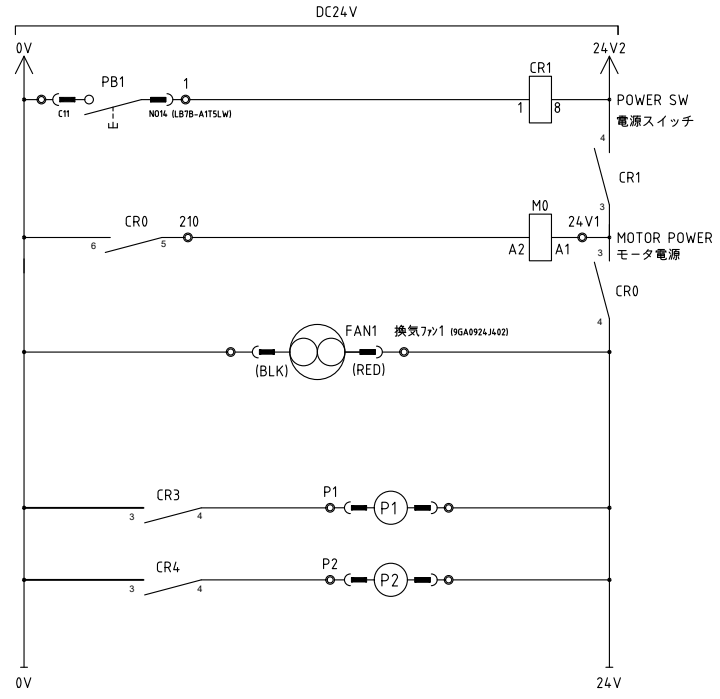 DC24V
0V
24V2
PB1
1
CR1
C11
NO14 (LB7B-A1T5LW)
1
8
POWER SW
電源スイッチ
4
CR1
3
CR0
210
M0
24V1
6
5
A2
A1
MOTOR POWER
モータ電源
3
CR0
4
FAN1
換気ファン1 (9GA0924J402)
(BLK)
(RED)
CR3
P1
3
4
P1
CR4
P2
3
4
P2
0V
24V